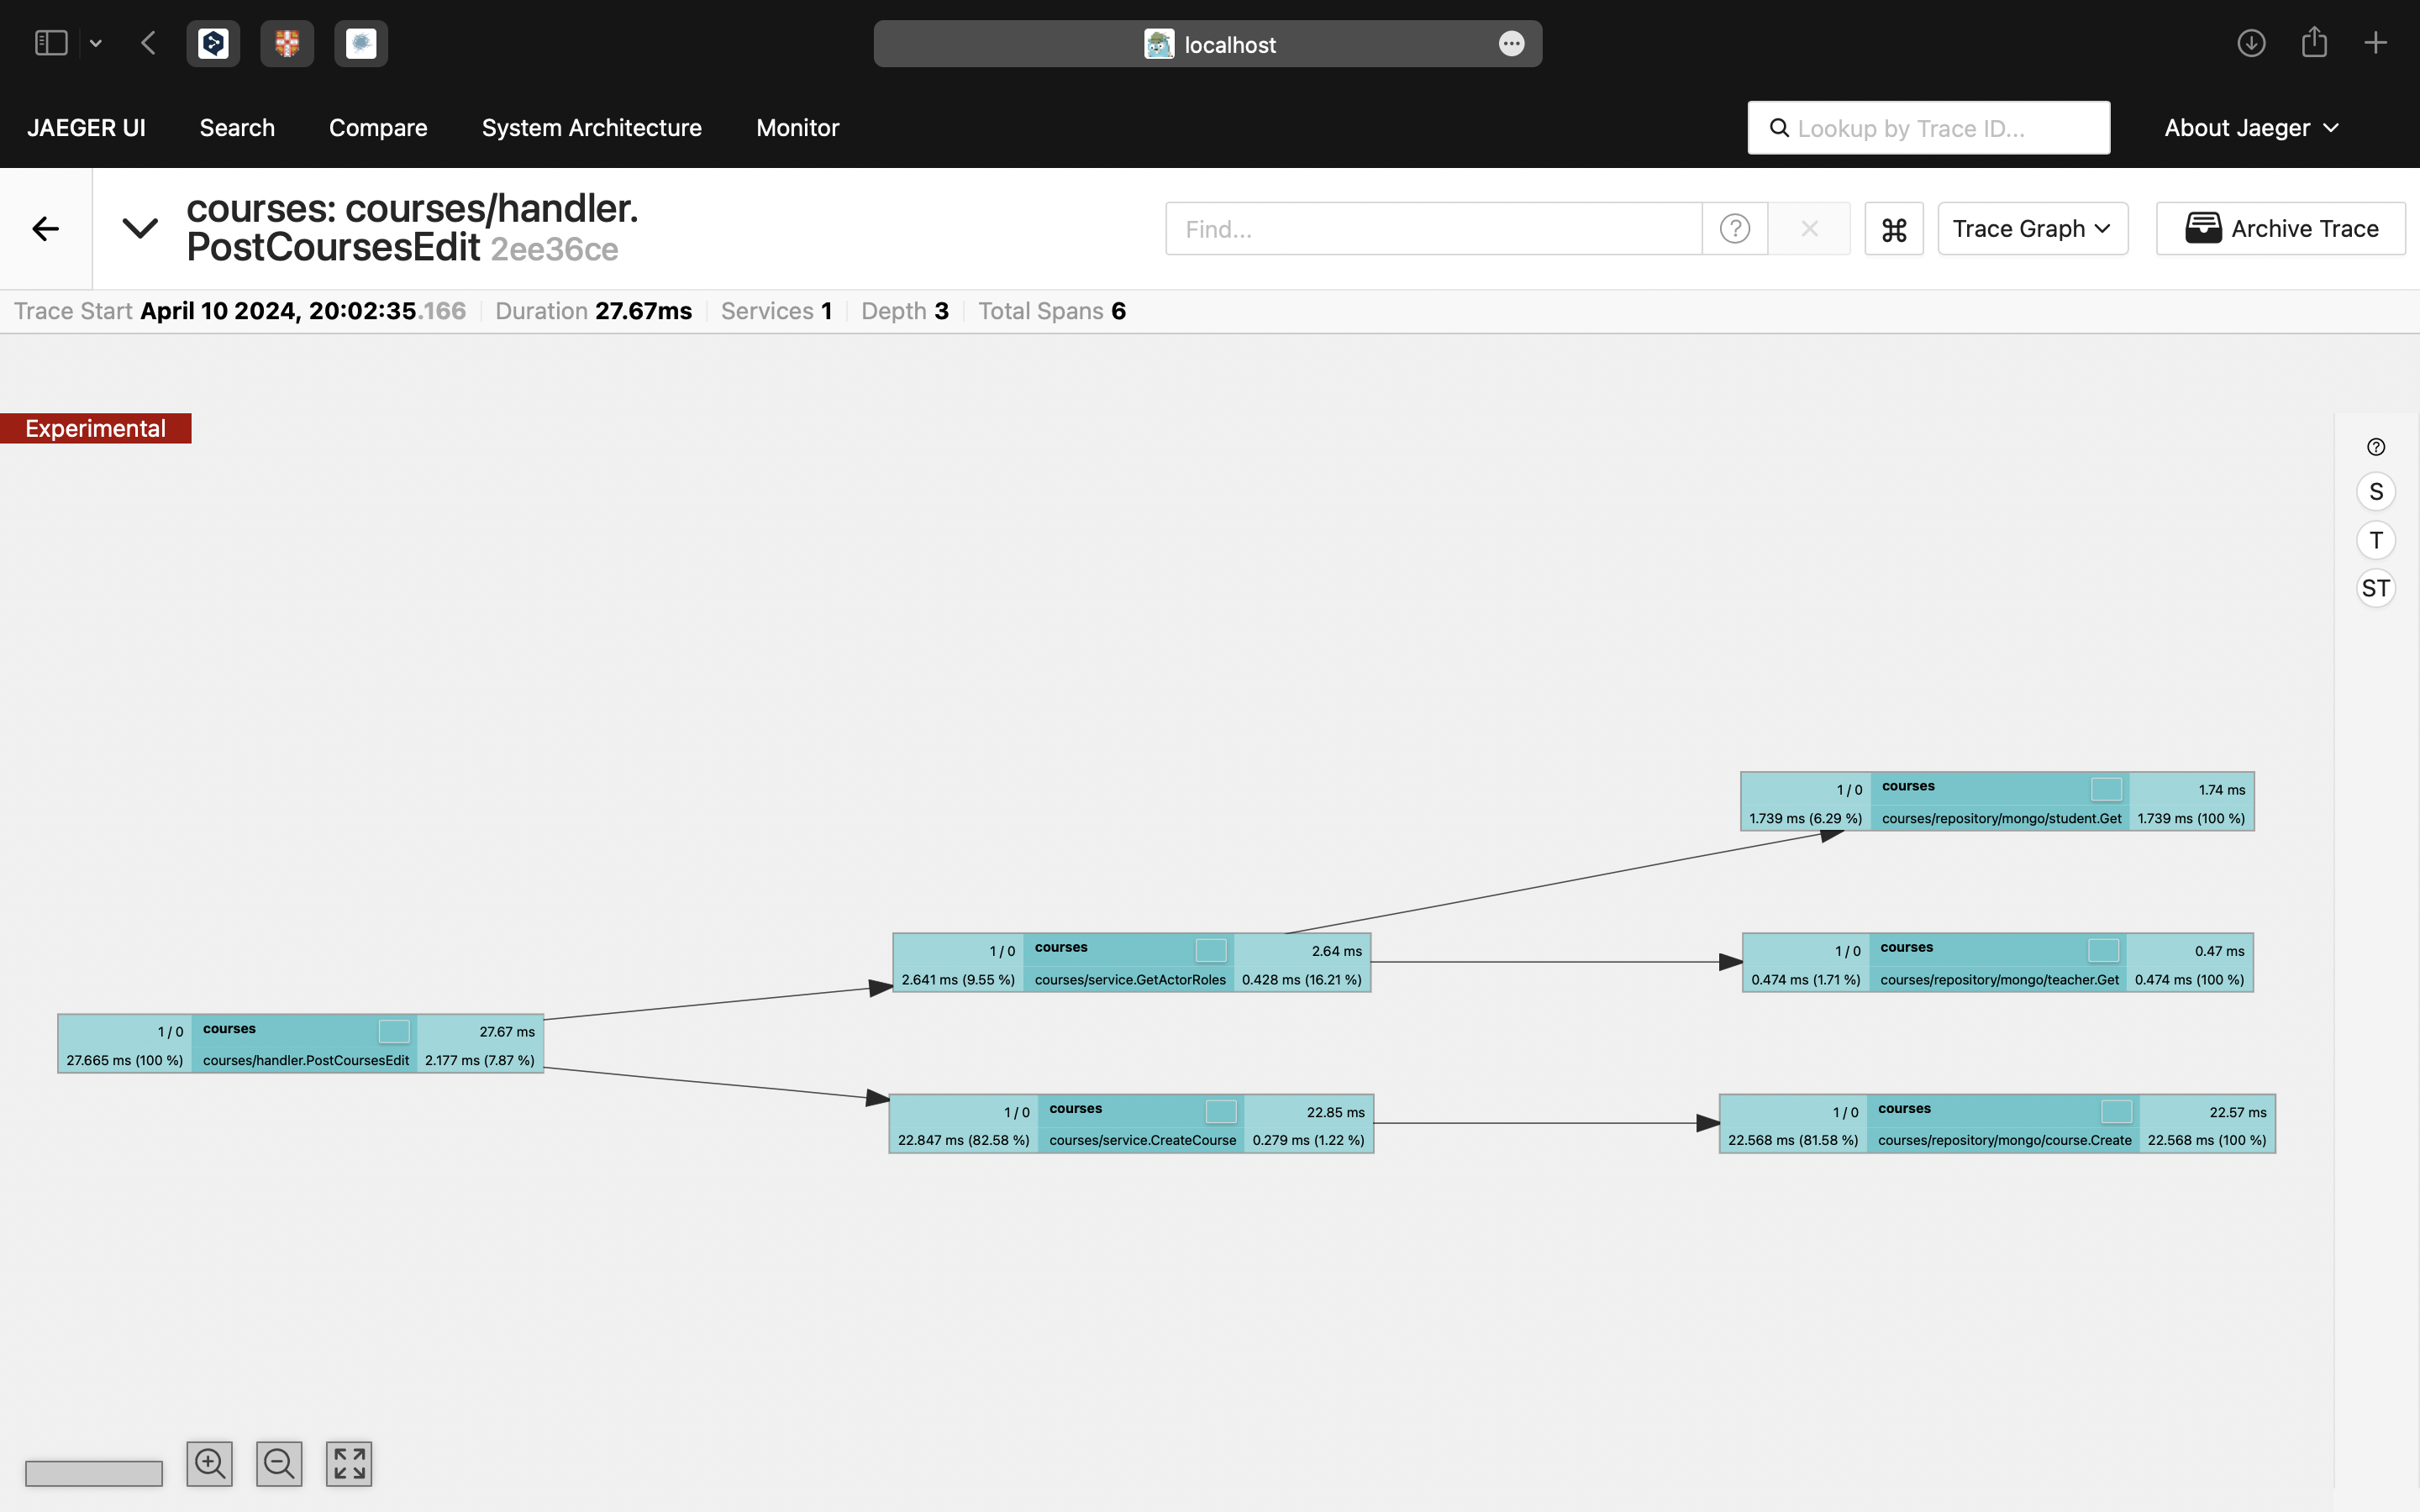 localhost
JAEGER UI Search Compare System Architecture Monitor Lookup by Trace ID... About Jaeger
courses: courses/handler.
PostCoursesEdit 2ee36ce
Find... Trace Graph Archive Trace
Trace Start April 10 2024, 20:02:35.166 Duration 27.67ms Services 1 Depth 3 Total Spans 6
Experimental
S
T
ST
1 / 0 courses 1.74 ms
1.739 ms (6.29 %) courses/repository/mongo/student.Get 1.739 ms (100 %)
1 / 0 courses 2.64 ms
2.641 ms (9.55 %) courses/service.GetActorRoles 0.428 ms (16.21 %)
1 / 0 courses 0.47 ms
0.474 ms (1.71 %) courses/repository/mongo/teacher.Get 0.474 ms (100 %)
1 / 0 courses 27.67 ms
27.665 ms (100 %) courses/handler.PostCoursesEdit 2.177 ms (7.87 %)
1 / 0 courses 22.85 ms
22.847 ms (82.58 %) courses/service.CreateCourse 0.279 ms (1.22 %)
1 / 0 courses 22.57 ms
22.568 ms (81.58 %) courses/repository/mongo/course.Create 22.568 ms (100 %)